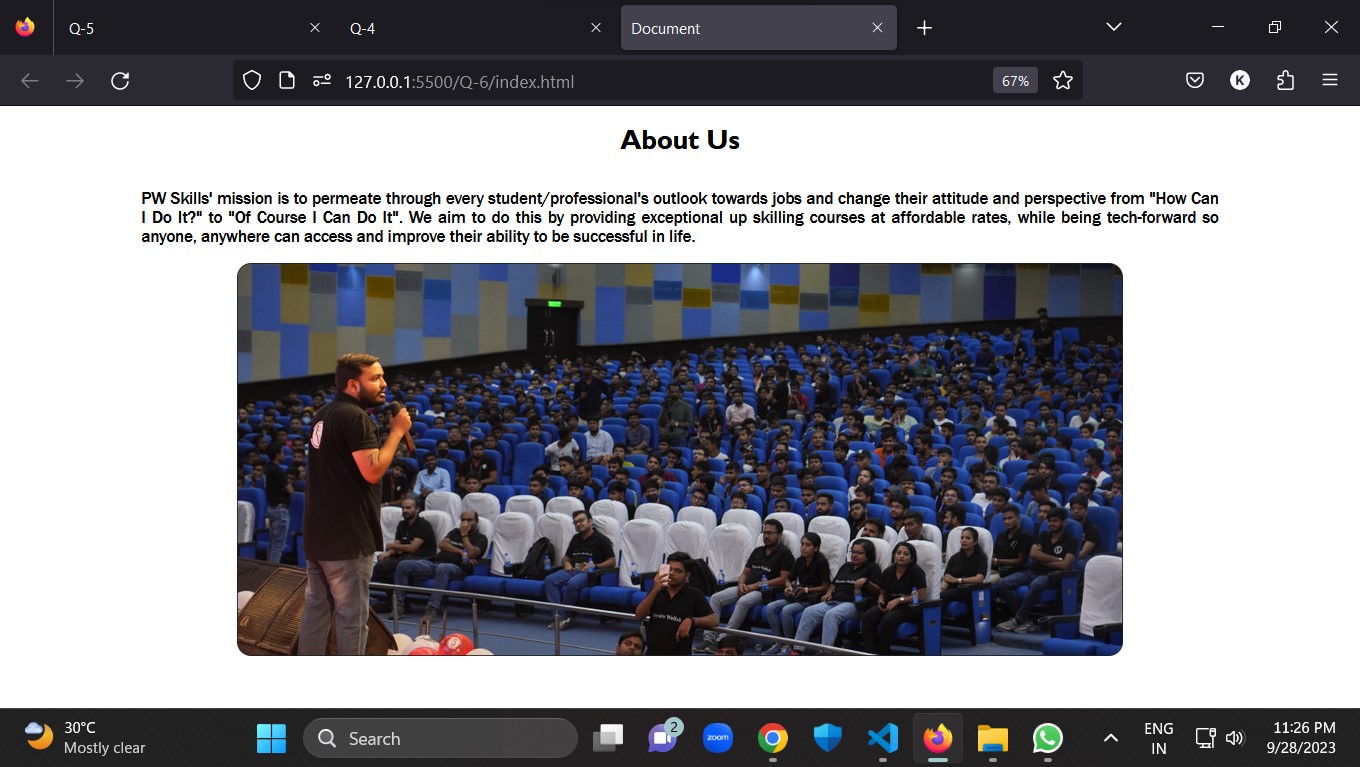 Q-5
Q-4
Document
127.0.0.1:5500/Q-6/index.html
67%
K
About Us
PW Skills' mission is to permeate through every student/professional's outlook towards jobs and change their attitude and perspective from "How Can
I Do It?" to "Of Course I Can Do It". We aim to do this by providing exceptional up skilling courses at affordable rates, while being tech-forward so
anyone, anywhere can access and improve their ability to be successful in life.
30°C
Mostly clear
Search
2
zoom
ENG
IN
11:26 PM
9/28/2023